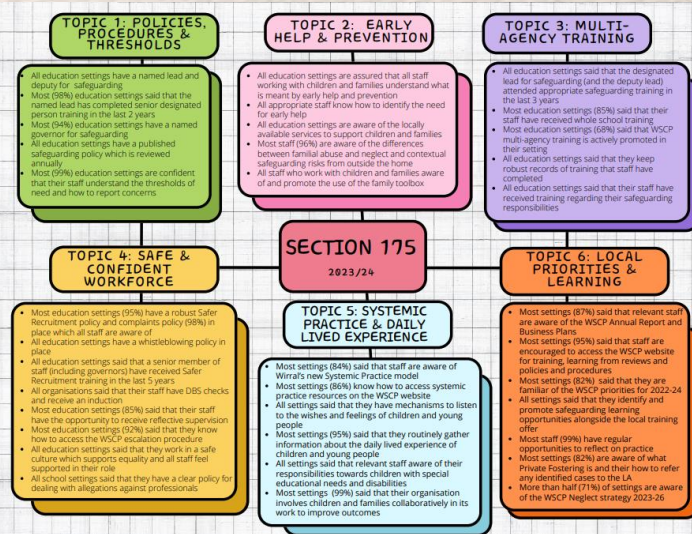 TOPIC 1: POLICIES,
PROCEDURES &
THRESHOLDS
All education settings have a named lead and
deputy for safeguarding
Most (98%) education settings said that the
named lead has completed senior designated
person training in the last 2 years
Most (94%) education settings have a named
governor for safeguarding
All education settings have a published
safeguarding policy which is reviewed
annually
Most (99%) education settings are confident
that their staff understand the thresholds of
need and how to report concerns
TOPIC 2: EARLY
HELP & PREVENTION
All education settings are assured that all staff
working with children and families understand what
is meant by early help and prevention
All appropriate staff know how to identify the need
for early help
All education settings are aware of the locally
available services to support children and families
Most staff (96%) are aware of the differences
between familial abuse and neglect and contextual
safeguarding risks from outside the home
All staff who work with children and families aware
of and promote the use of the family toolbox
TOPIC 3: MULTI-
AGENCY TRAINING
All education settings said that the designated
lead for safeguarding (and the deputy lead)
attended appropriate safeguarding training in
the last 3 years
Most education settings (85%) said that their
staff have received whole school training
Most education settings (68%) said that WSCP
multi-agency training is actively promoted in
their setting
All education settings said that they keep
robust records of training that staff have
completed
All education settings said that their staff have
received training regarding their safeguarding
responsibilities
SECTION 175
2023/24
TOPIC 4: SAFE &
CONFIDENT
WORKFORCE
Most education settings (95%) have a robust Safer
Recruitment policy and complaints policy (98%) in
place which all staff are aware of
All education settings have a whistleblowing policy in
place
All education settings said that a senior member of
staff (including governors) have received Safer
Recruitment training in the last 5 years
All organisations said that their staff have DBS checks
and receive an induction
Most education settings (85%) said that their staff
have the opportunity to receive reflective supervision
Most education settings (92%) said that they know
how to access the WSCP escalation procedure
All education settings said that they work in a safe
culture which supports equality and all staff feel
supported in their role
All school settings said that they have a clear policy for
dealing with allegations against professionals
TOPIC 5: SYSTEMIC
PRACTICE & DAILY
LIVED EXPERIENCE
Most settings (84%) said that staff are aware of
Wirral's new Systemic Practice model
Most settings (86%) know how to access systemic
practice resources on the WSCP website
All settings said that they have mechanisms to listen
to the wishes and feelings of children and young
people
Most settings (95%) said that they routinely gather
information about the daily lived experience of
children and young people
All settings said that relevant staff aware of their
responsibilities towards children with special
educational needs and disabilities
Most settings (99%) said that their organisation
involves children and families collaboratively in its
work to improve outcomes
TOPIC 6: LOCAL
PRIORITIES &
LEARNING
Most settings (87%) said that relevant staff
are aware of the WSCP Annual Report and
Business Plans
Most settings (95%) said that staff are
encouraged to access the WSCP website
for training, learning from reviews and
policies and procedures
Most settings (82%) said that they are
familiar of the WSCP priorities for 2022-24
All settings said that they identify and
promote safeguarding learning
opportunities alongside the local training
offer
Most staff (99%) have regular
opportunities to reflect on practice
Most settings (82%) are aware of what
Private Fostering is and their how to refer
any identified cases to the LA
More than half (71%) of settings are aware
of the WSCP Neglect strategy 2023-26